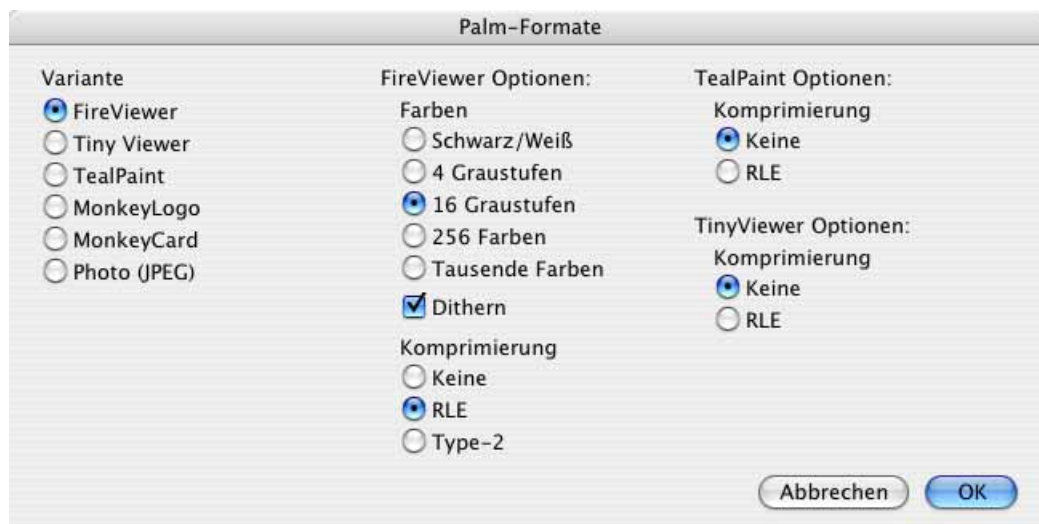 Palm-Formate
Variante
FireViewer
Tiny Viewer
TealPaint
MonkeyLogo
MonkeyCard
Photo (JPEG)
FireViewer Optionen:
Farben
Schwarz/Weiß
4 Graustufen
16 Graustufen
256 Farben
Tausende Farben
Dithern
Komprimierung
Keine
RLE
Type-2
TealPaint Optionen:
Komprimierung
Keine
RLE
TinyViewer Optionen:
Komprimierung
Keine
RLE
Abbrechen
OK